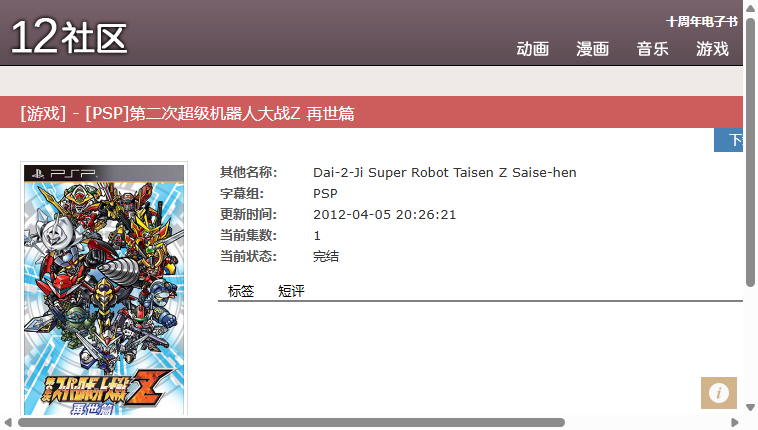 12社区
十周年电子书
动画 漫画 音乐 游戏
[游戏] - [PSP]第二次超级机器人大战Z 再世篇
PSP
再世篇
其他名称: Dai-2-Ji Super Robot Taisen Z Saise-hen
字幕组: PSP
更新时间: 2012-04-05 20:26:21
当前集数: 1
当前状态: 完结
标签 短评